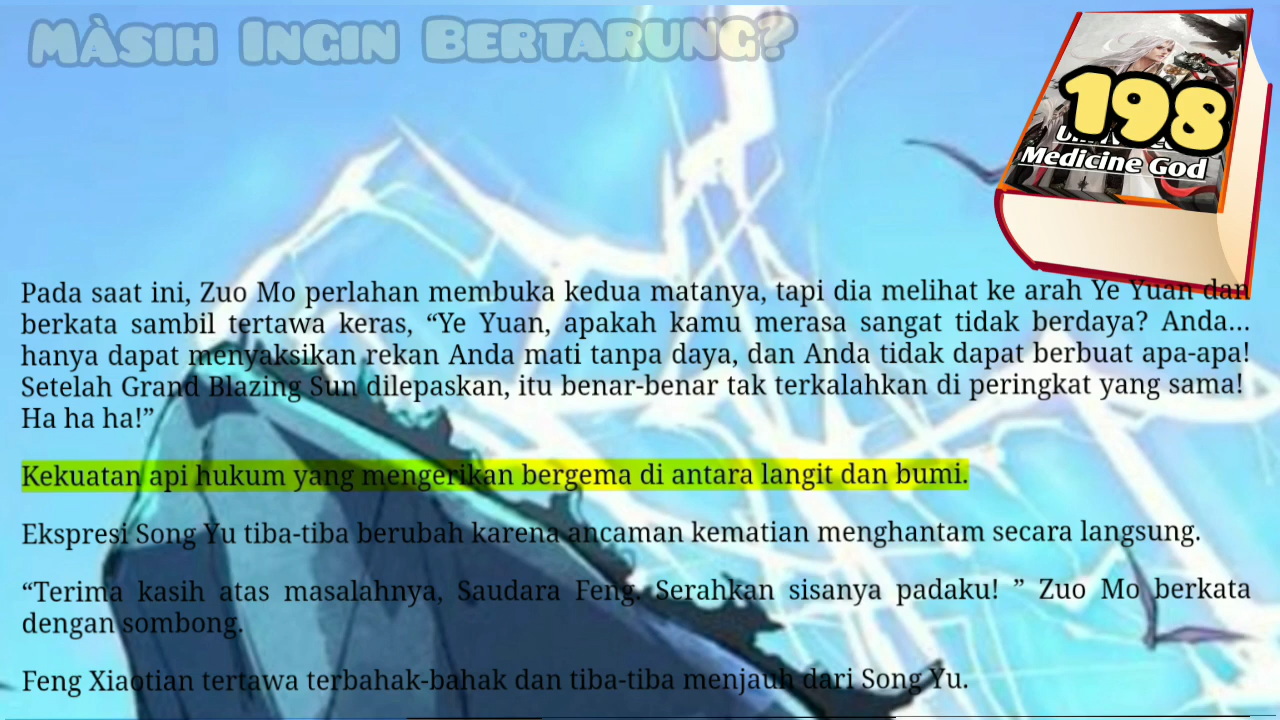 Màsih Ingin Bertarung?
198
Medicine God
Pada saat ini, Zuo Mo perlahan membuka kedua matanya, tapi dia melihat ke arah Ye Yuan dan
berkata sambil tertawa keras, “Ye Yuan, apakah kamu merasa sangat tidak berdaya? Anda...
hanya dapat menyaksikan rekan Anda mati tanpa daya, dan Anda tidak dapat berbuat apa-apa!
Setelah Grand Blazing Sun dilepaskan, itu benar-benar tak terkalahkan di peringkat yang sama!
Ha ha ha!”
Kekuatan api hukum yang mengerikan bergema di antara langit dan bumi.
Ekspresi Song Yu tiba-tiba berubah karena ancaman kematian menghantam secara langsung.
“Terima kasih atas masalahnya, Saudara Feng. Serahkan sisanya padaku! ” Zuo Mo berkata
dengan sombong.
Feng Xiaotian tertawa terbahak-bahak dan tiba-tiba menjauh dari Song Yu.